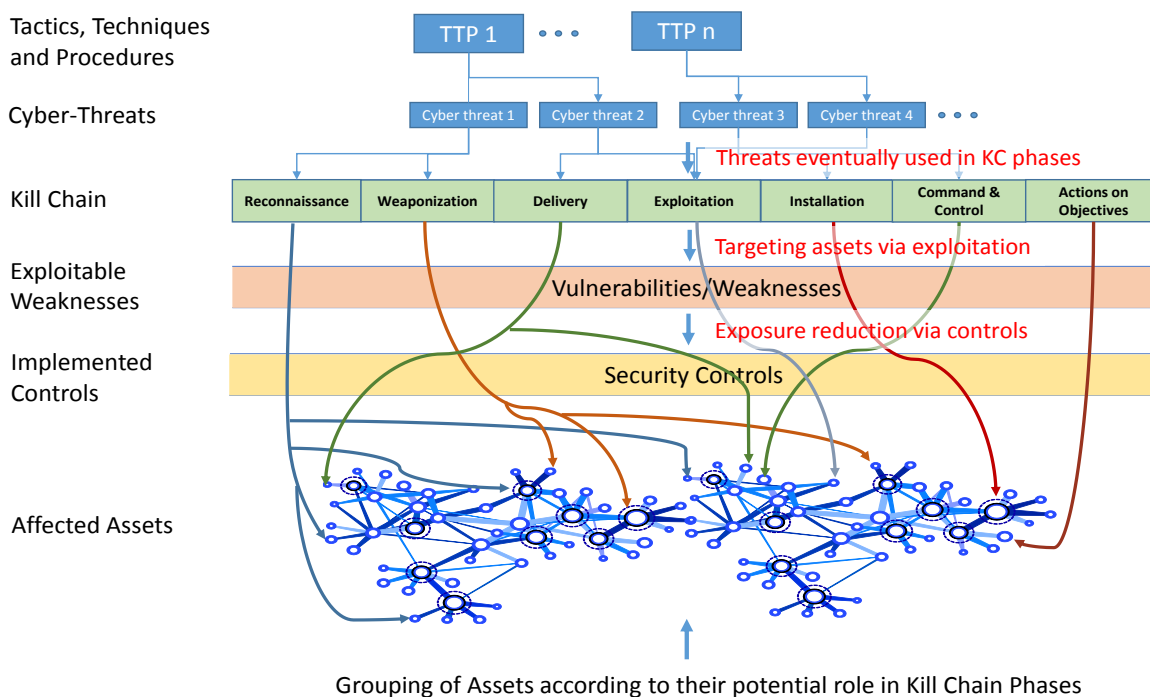 Tactics, Techniques
and Procedures
TTP 1
TTP n
Cyber-Threats
Cyber threat 1
Cyber threat 2
Cyber threat 3
Cyber threat 4
Threats eventually used in KC phases
Kill Chain
Reconnaissance
Weaponization
Delivery
Exploitation
Installation
Command &
Control
Actions on
Objectives
Targeting assets via exploitation
Exploitable
Weaknesses
Vulnerabilities/Weaknesses
Exposure reduction via controls
Implemented
Controls
Security Controls
Affected Assets
Grouping of Assets according to their potential role in Kill Chain Phases